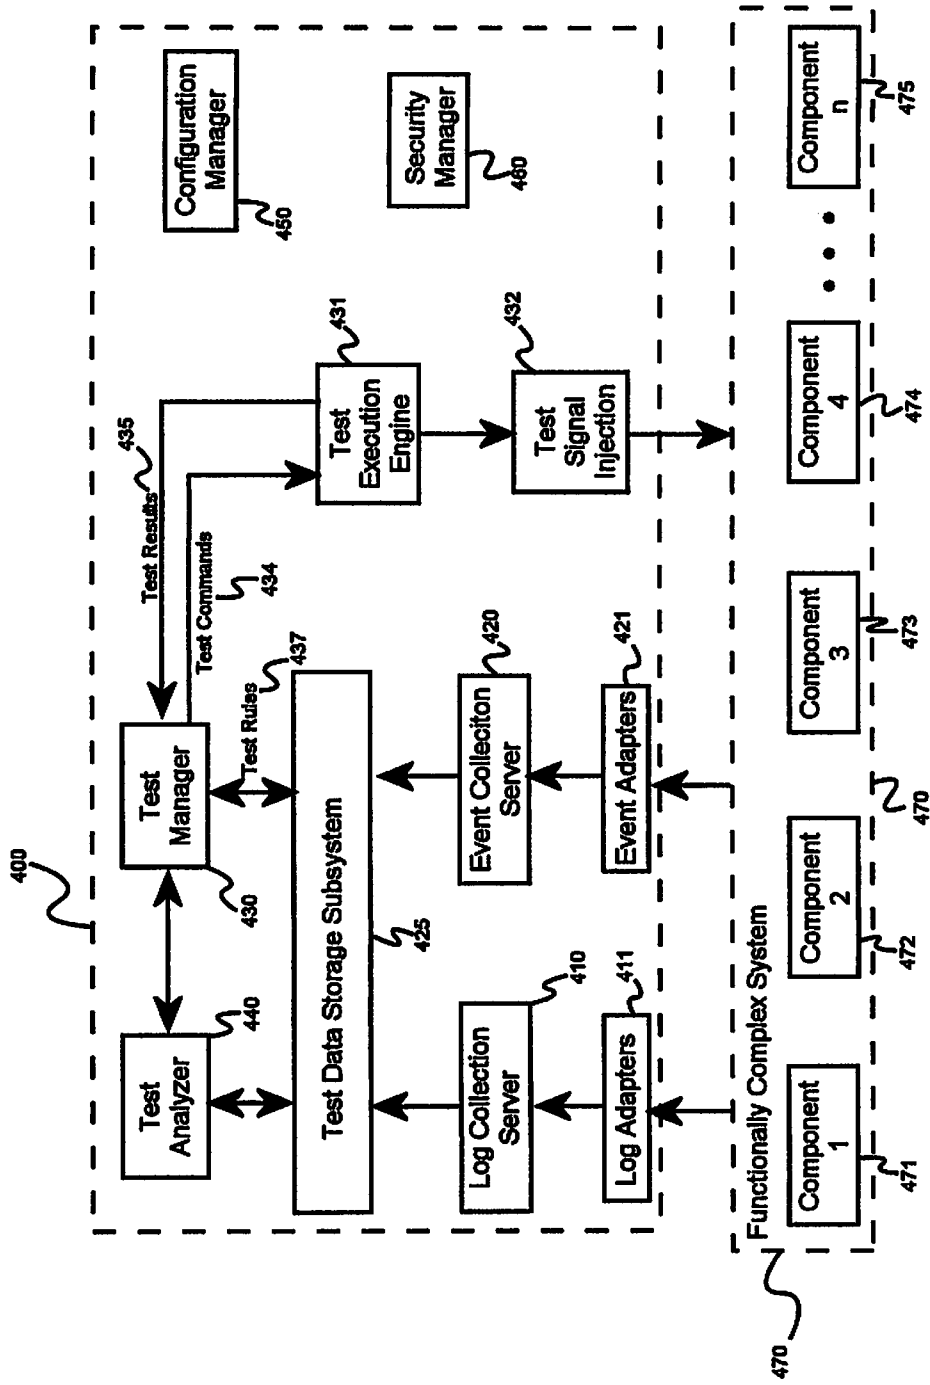 400
Test
Analyzer
440
Test
Manager
430
Test Results
435
Test Commands
434
Test Rules
437
Configuration
Manager
450
Test Data Storage Subsystem
425
Test
Execution
Engine
431
Security
Manager
460
Log Collection
Server
410
Event Colleciton
Server
420
Test
Signal
Injection
432
Log Adapters
411
Event Adapters
421
Functionally Complex System
470
Component
1
471
Component
2
472
470
Component
3
473
Component
4
474
Component
n
475